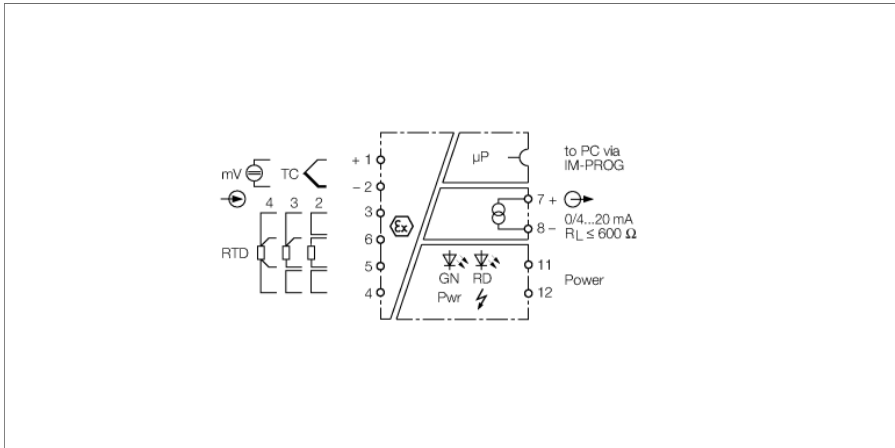 mV TC + 1
– 2
4 3 2
3
6
RTD
5
4
Ex
µP
to PC via
IM-PROG
7 +
0/4...20 mA
8 –
RL ≤ 600 Ω
GN RD
Pwr
11
Power
12